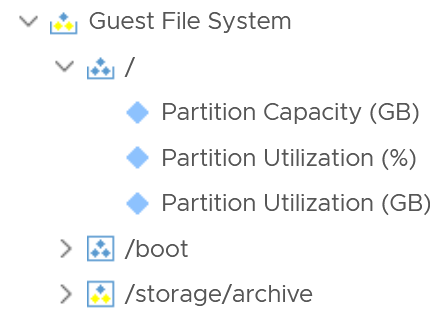 Guest File System
/
Partition Capacity (GB)
Partition Utilization (%)
Partition Utilization (GB)
/boot
/storage/archive